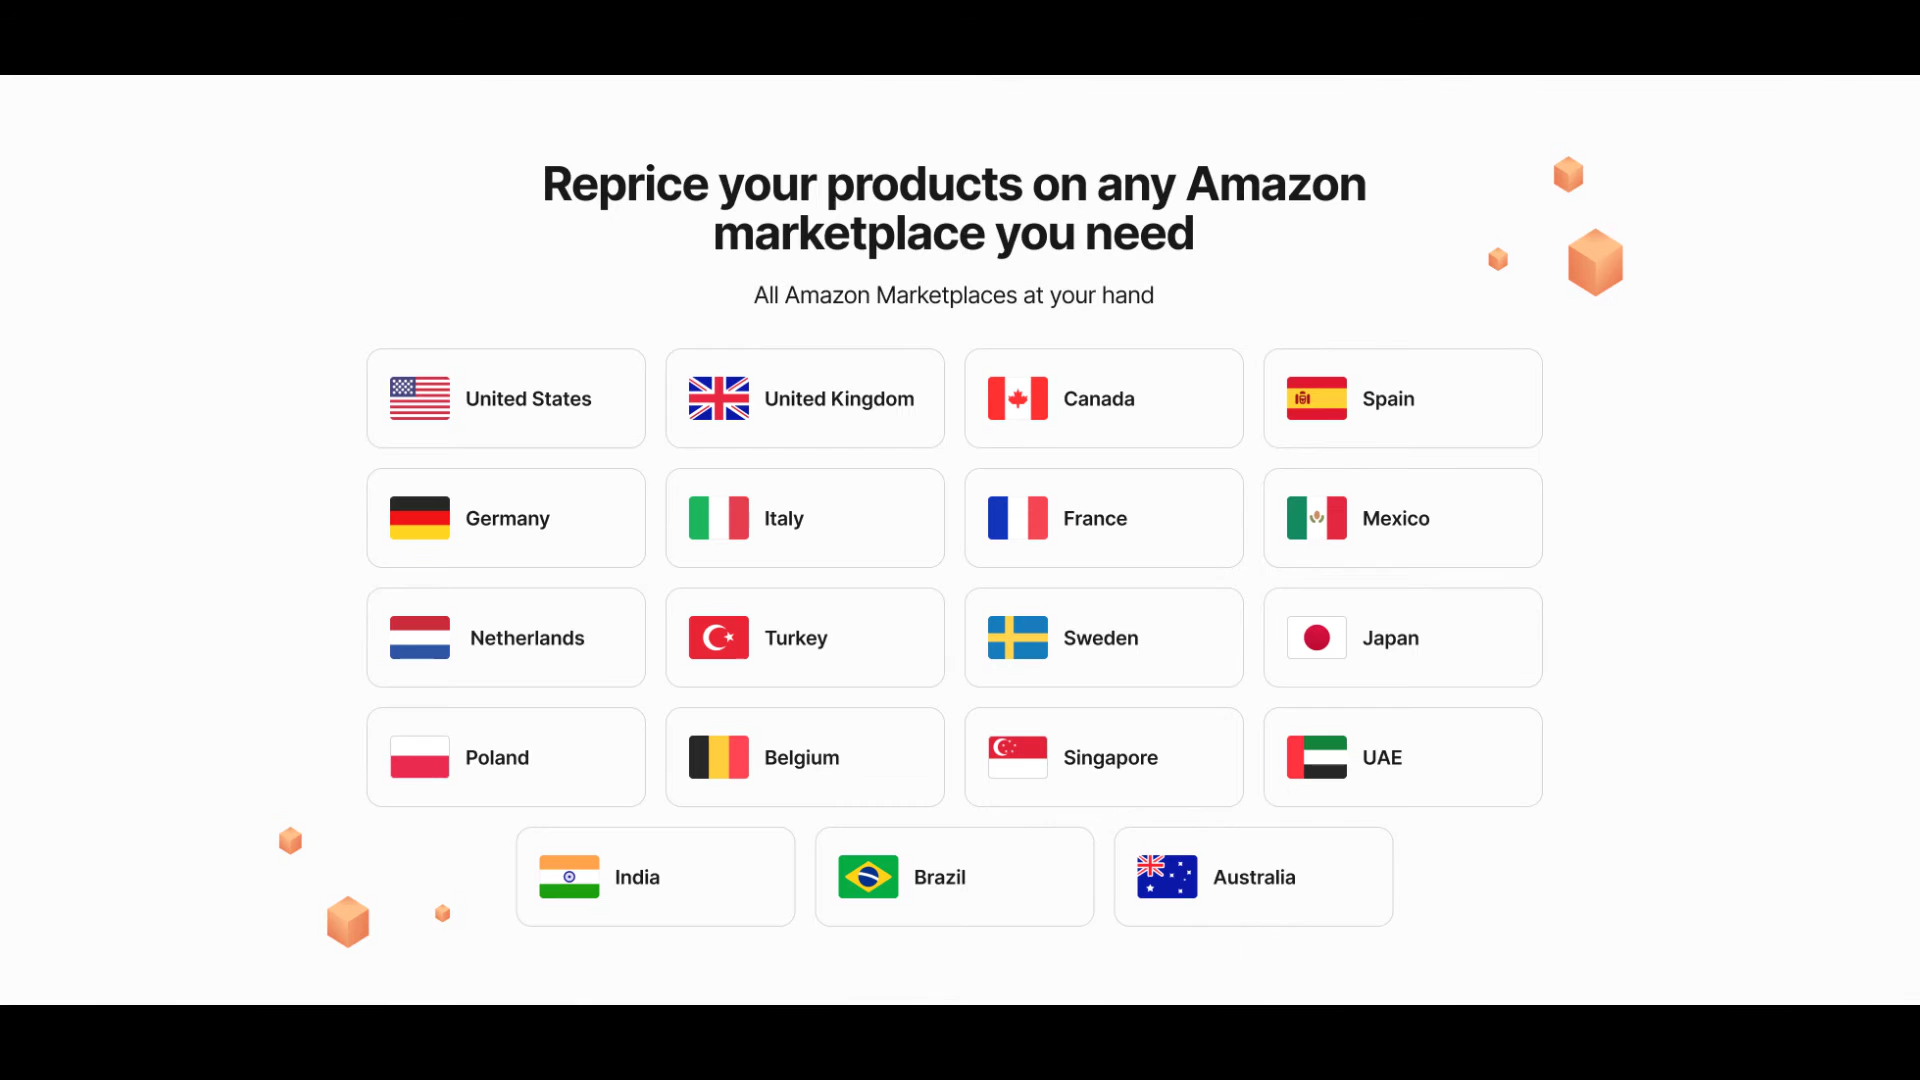 Reprice your products on any Amazon
marketplace you need
All Amazon Marketplaces at your hand
United States
United Kingdom
Canada
Spain
Germany
Italy
France
Mexico
Netherlands
Turkey
Sweden
Japan
Poland
Belgium
Singapore
UAE
India
Brazil
Australia